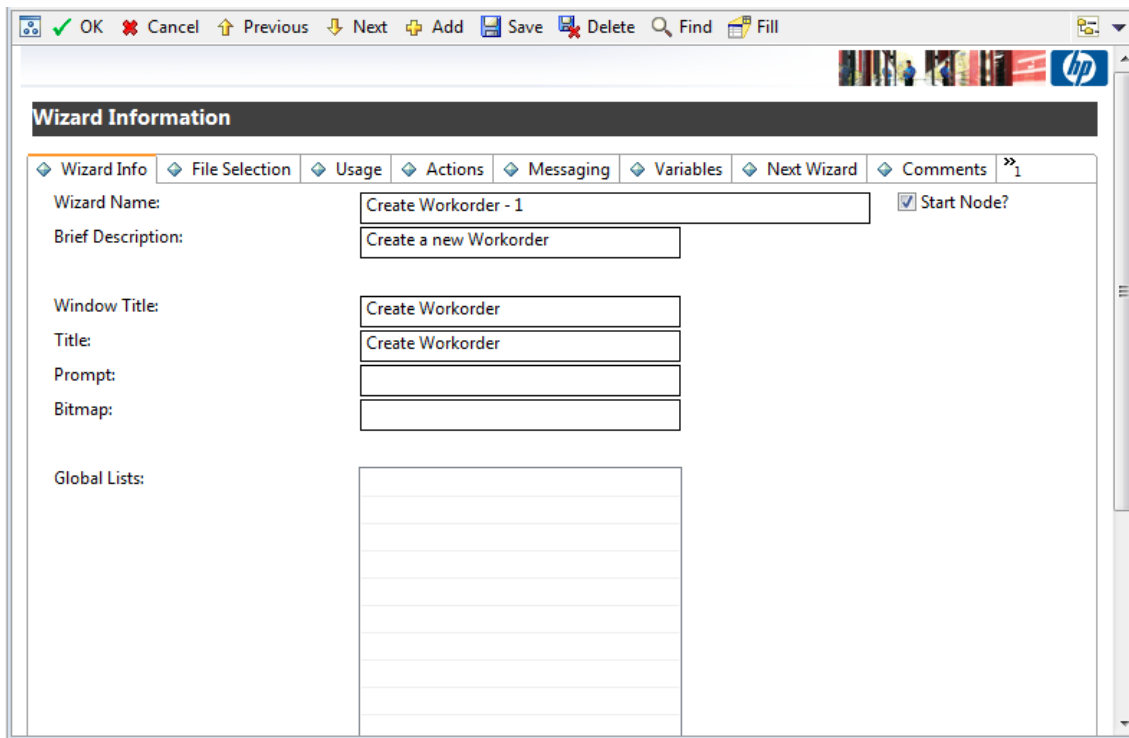 OK Cancel Previous Next Add Save Delete Find Fill
hp
Wizard Information
Wizard Info File Selection Usage Actions Messaging Variables Next Wizard Comments »1
Wizard Name: Create Workorder - 1 Start Node?
Brief Description: Create a new Workorder
Window Title: Create Workorder
Title: Create Workorder
Prompt:
Bitmap:
Global Lists: